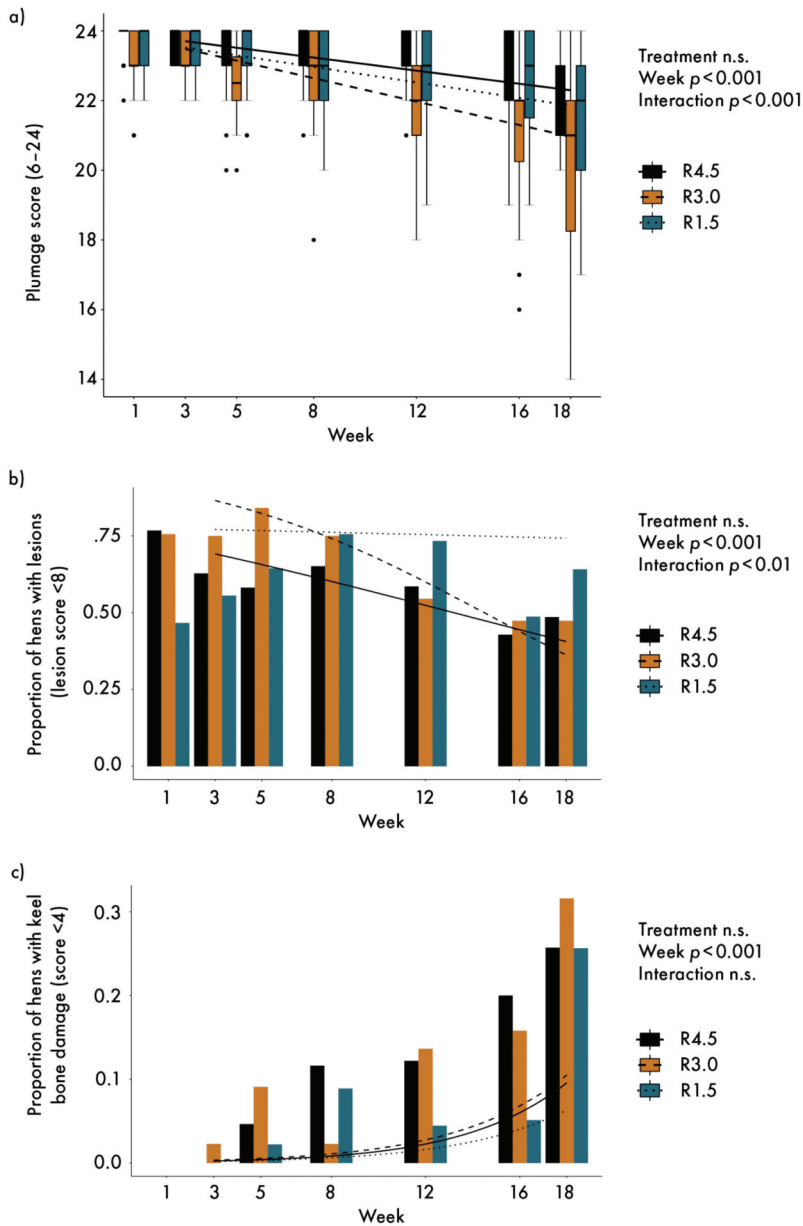 a)
Plumage score (6–24)
24
22
20
18
16
14
1 3 5 8 12 16 18
Week
Treatment n.s.
Week p<0.001
Interaction p<0.001
R4.5
R3.0
R1.5
b)
Proportion of hens with lesions
(lesion score <8)
.75
0.50
0.25
0.0
1 3 5 8 12 16 18
Week
Treatment n.s.
Week p<0.001
Interaction p<0.01
R4.5
R3.0
R1.5
c)
Proportion of hens with keel
bone damage (score <4)
0.3
0.2
0.1
0.0
1 3 5 8 12 16 18
Week
Treatment n.s.
Week p<0.001
Interaction n.s.
R4.5
R3.0
R1.5